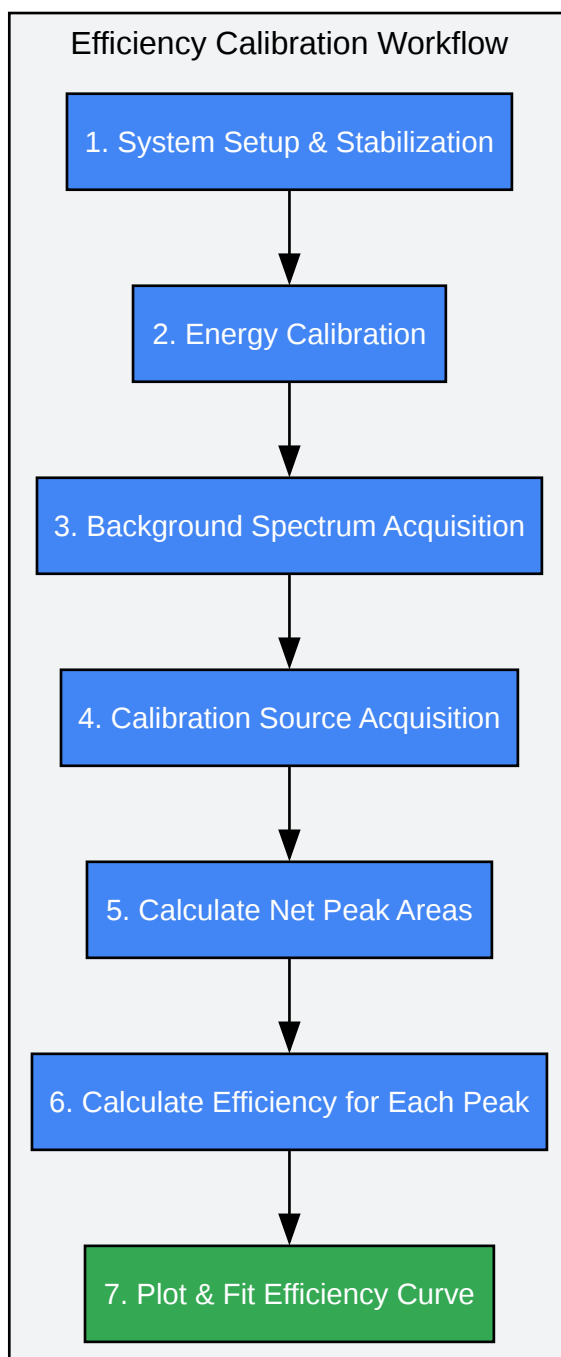 Efficiency Calibration Workflow
1. System Setup & Stabilization
2. Energy Calibration
3. Background Spectrum Acquisition
4. Calibration Source Acquisition
5. Calculate Net Peak Areas
6. Calculate Efficiency for Each Peak
7. Plot & Fit Efficiency Curve